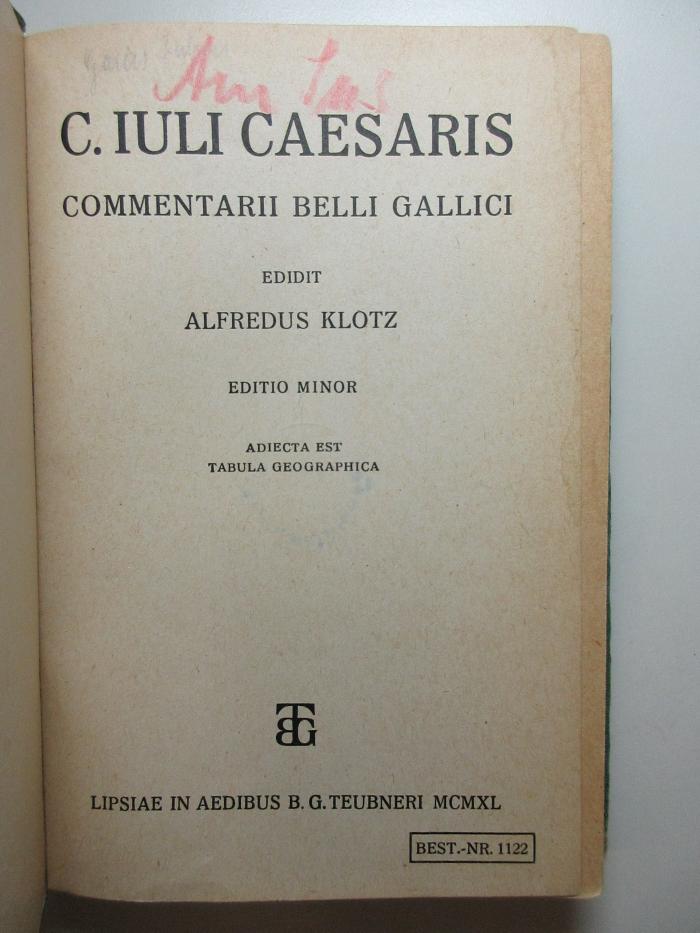 C. IULI CAESARIS
COMMENTARII BELLI GALLICI
EDIDIT
ALFREDUS KLOTZ
EDITIO MINOR
ADIECTA EST
TABULA GEOGRAPHICA
LIPSIAE IN AEDIBUS B. G. TEUBNERI MCMXL
BEST.-NR. 1122